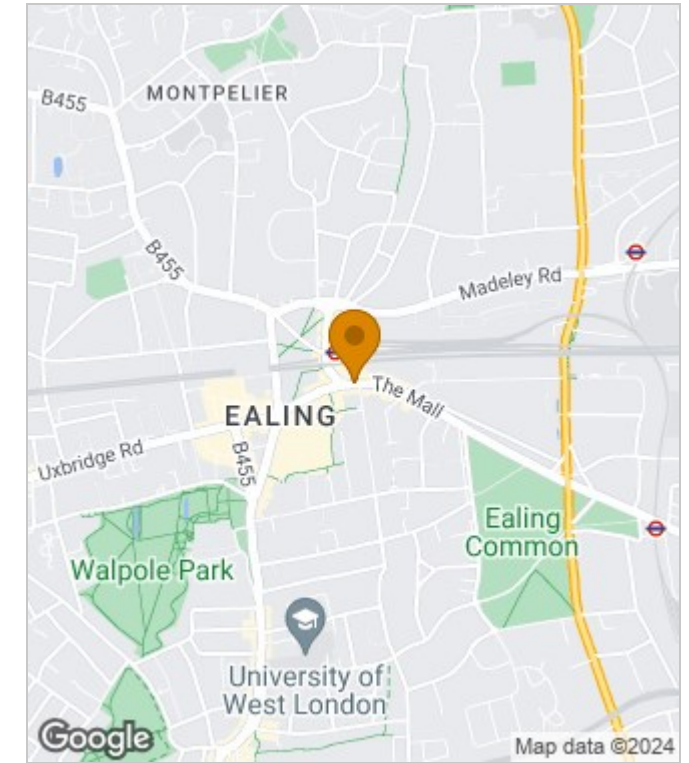 MONTPELIER
B455
B455
Madeley Rd
The Mall
EALING
Uxbridge Rd
B455
Ealing
Common
Walpole Park
University of
West London
Google
Map data ©2024